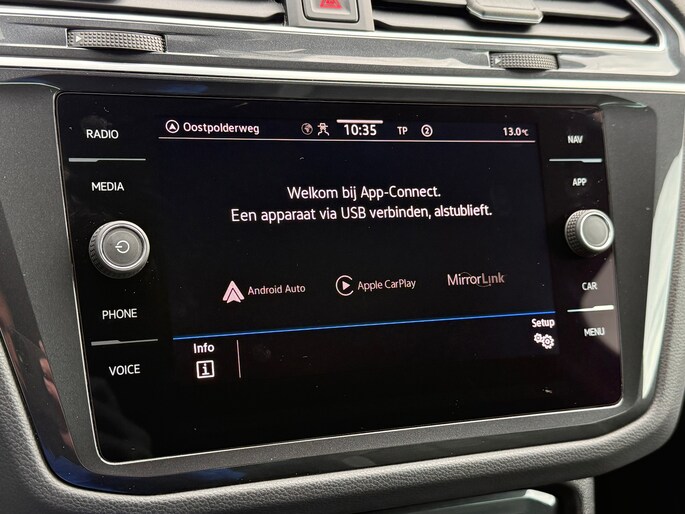 RADIO
MEDIA
PHONE
VOICE
Oostpolderweg 10:35 TP 2 13.0°C
Welkom bij App-Connect.
Een apparaat via USB verbinden, alstublieft.
Android Auto
Apple CarPlay
MirrorLink
Info
i
Setup
NAV
APP
CAR
MENU